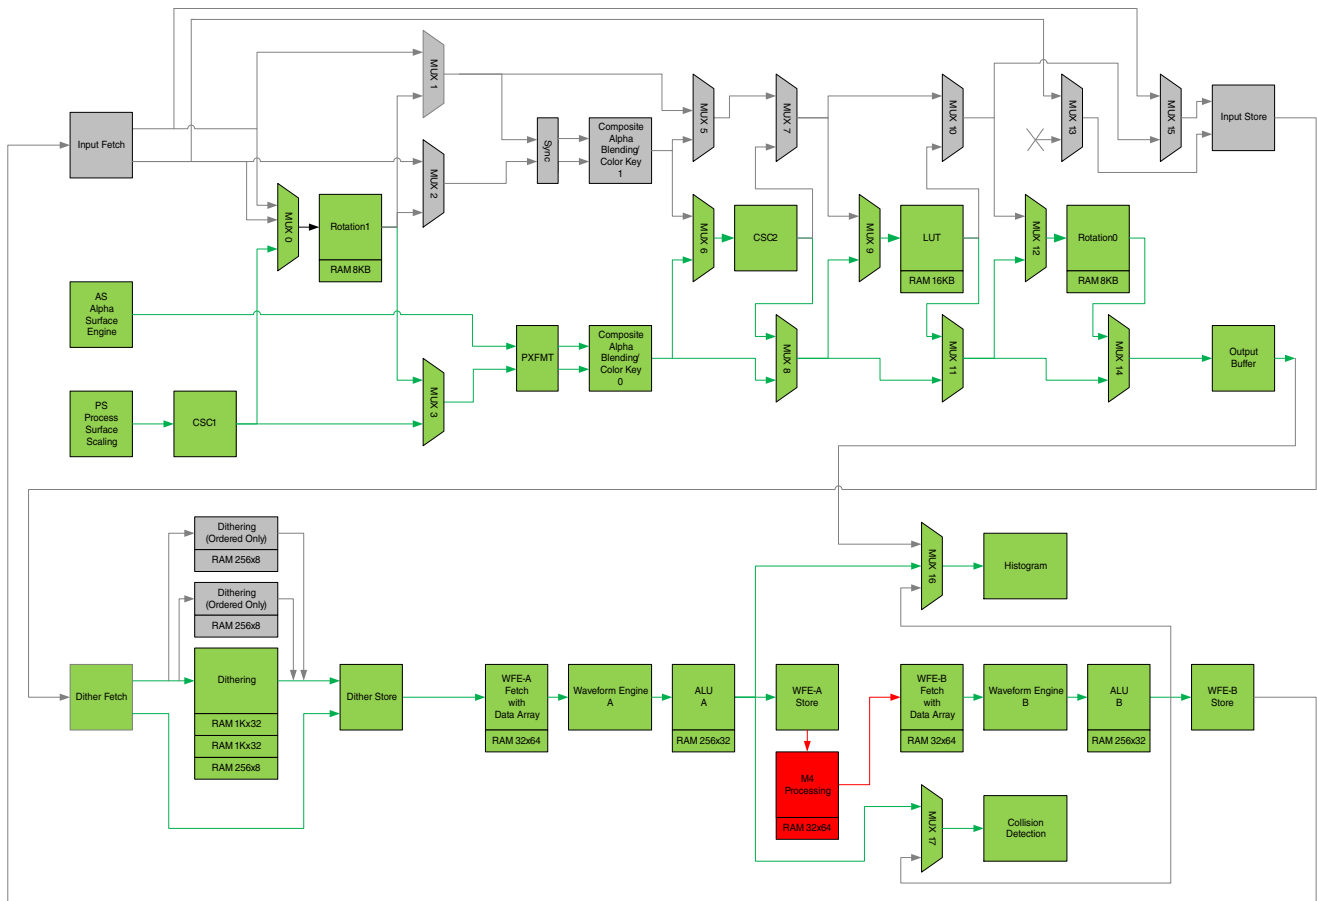 MUX 1
Input Fetch
MUX 2
Sync
Composite
Alpha
Blending/
Color Key
1
MUX 5
MUX 7
MUX 10
MUX 13
MUX 15
Input Store
MUX 0
Rotation1
RAM 8KB
MUX 6
CSC2
MUX 9
LUT
RAM 16KB
MUX 12
Rotation0
RAM 8KB
AS
Alpha
Surface
Engine
PXFMT
Composite
Alpha
Blending/
Color Key
0
MUX 8
MUX 11
MUX 14
Output
Buffer
PS
Process
Surface
Scaling
CSC1
MUX 3
Dithering
(Ordered Only)
RAM 256x8
Dithering
(Ordered Only)
RAM 256x8
MUX 16
Histogram
Dither Fetch
Dithering
RAM 1Kx32
RAM 1Kx32
RAM 256x8
Dither Store
WFE-A
Fetch
with
Data Array
RAM 32x64
Waveform Engine
A
ALU
A
RAM 256x32
WFE-A
Store
WFE-B
Fetch
with
Data Array
RAM 32x64
Waveform Engine
B
ALU
B
RAM 256x32
WFE-B
Store
M4
Processing
RAM 32x64
MUX 17
Collision
Detection